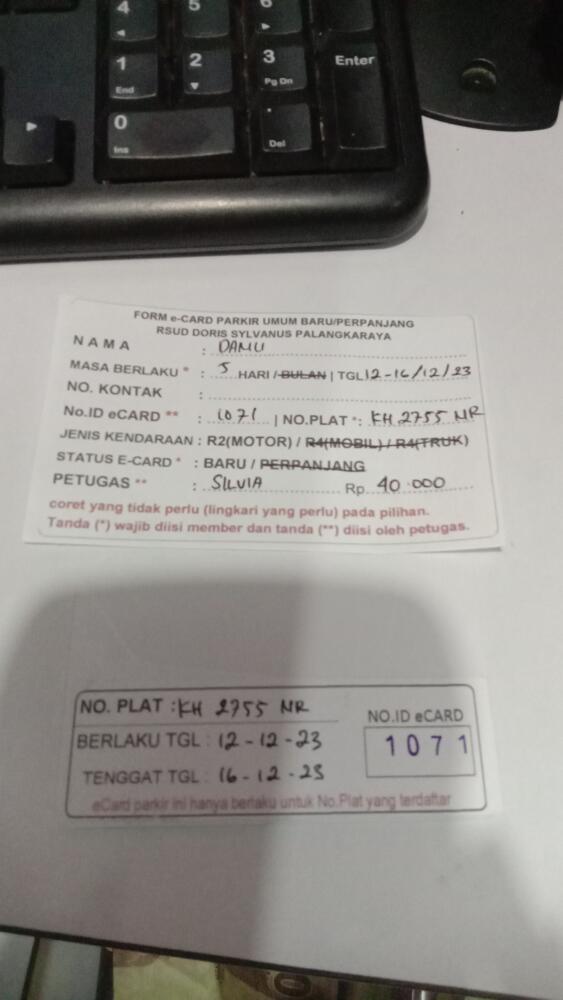 4
5
6
1
End
2
3
Pg Dn
Enter
0
Ins
.
Del
FORM e-CARD PARKIR UMUM BARU/PERPANJANG
RSUD DORIS SYLVANUS PALANGKARAYA
NAMA : DAMU
MASA BERLAKU * : 5 HARI / BULAN | TGL 12-16/12/23
NO. KONTAK :
No.ID eCARD ** : 1071 | NO.PLAT *: KH 2755 NR
JENIS KENDARAAN : R2(MOTOR) / R4(MOBIL) / R4(TRUK)
STATUS E-CARD * : BARU / PERPANJANG
PETUGAS ** : SILVIA Rp. 40.000
coret yang tidak perlu (lingkari yang perlu) pada pilihan.
Tanda (*) wajib diisi member dan tanda (**) diisi oleh petugas.
NO. PLAT : KH 2755 NR
NO.ID eCARD
BERLAKU TGL : 12-12-23
1071
TENGGAT TGL : 16-12-23
eCard parkir ini hanya berlaku untuk No.Plat yang terdaftar